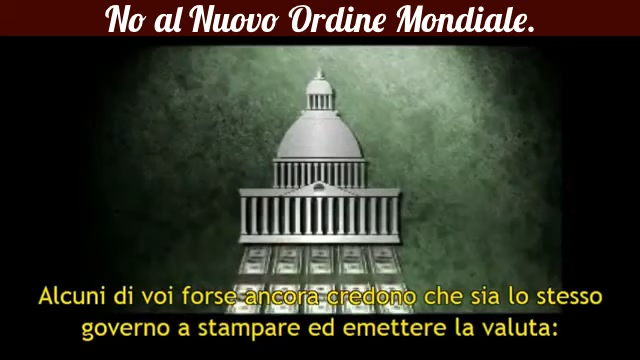 No al Nuovo Ordine Mondiale.
Alcuni di voi forse ancora credono che sia lo stesso
governo a stampare ed emettere la valuta: